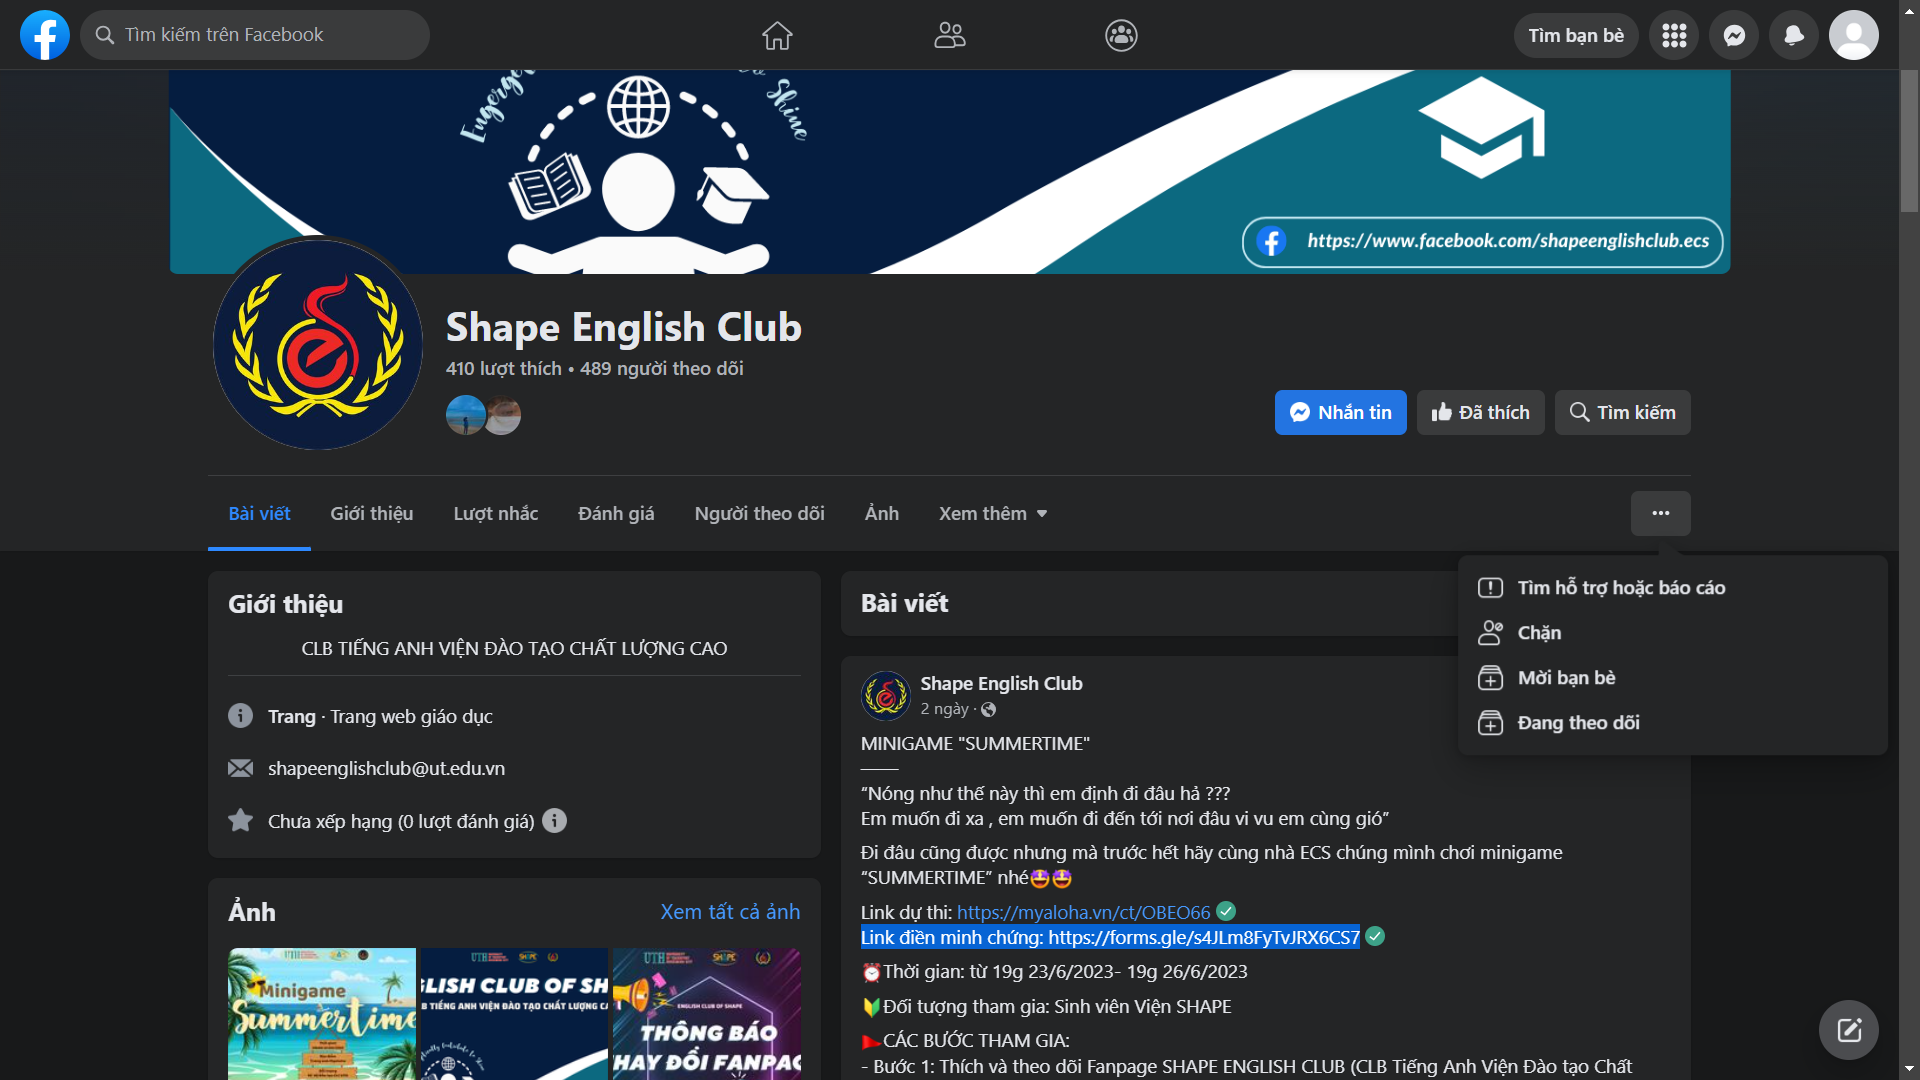 Tìm kiếm trên Facebook
Tìm bạn bè
Engergy
Shine
https://www.facebook.com/shapeenglishclub.ecs
Shape English Club
410 lượt thích • 489 người theo dõi
Nhắn tin
Đã thích
Tìm kiếm
Bài viết
Giới thiệu
Lượt nhắc
Đánh giá
Người theo dõi
Ảnh
Xem thêm
Tìm hỗ trợ hoặc báo cáo
Chặn
Mời bạn bè
Đang theo dõi
Giới thiệu
CLB TIẾNG ANH VIỆN ĐÀO TẠO CHẤT LƯỢNG CAO
Trang · Trang web giáo dục
shapeenglishclub@ut.edu.vn
Chưa xếp hạng (0 lượt đánh giá)
Ảnh
Xem tất cả ảnh
Minigame
Summertime
UTH
SHAPE
LISH CLUB OF SH
B TIẾNG ANH VIỆN ĐÀO TẠO CHẤT LƯỢNG CA
UTH
SHAPE
ENGLISH CLUB OF SHAPE
THÔNG BÁO
HAY ĐỔI FANPAG
Bài viết
Shape English Club
2 ngày ·
MINIGAME "SUMMERTIME"
——
“Nóng như thế này thì em định đi đâu hả ???
Em muốn đi xa , em muốn đi đến tới nơi đâu vi vu em cùng gió”
Đi đâu cũng được nhưng mà trước hết hãy cùng nhà ECS chúng mình chơi minigame
“SUMMERTIME” nhé🤩🤩
Link dự thi: https://myaloha.vn/ct/OBEO66
Link điền minh chứng: https://forms.gle/s4JLm8FyTvJRX6CS7
⏰Thời gian: từ 19g 23/6/2023- 19g 26/6/2023
🔰Đối tượng tham gia: Sinh viên Viện SHAPE
🚩CÁC BƯỚC THAM GIA:
- Bước 1: Thích và theo dõi Fanpage SHAPE ENGLISH CLUB (CLB Tiếng Anh Viện Đào tạo Chất